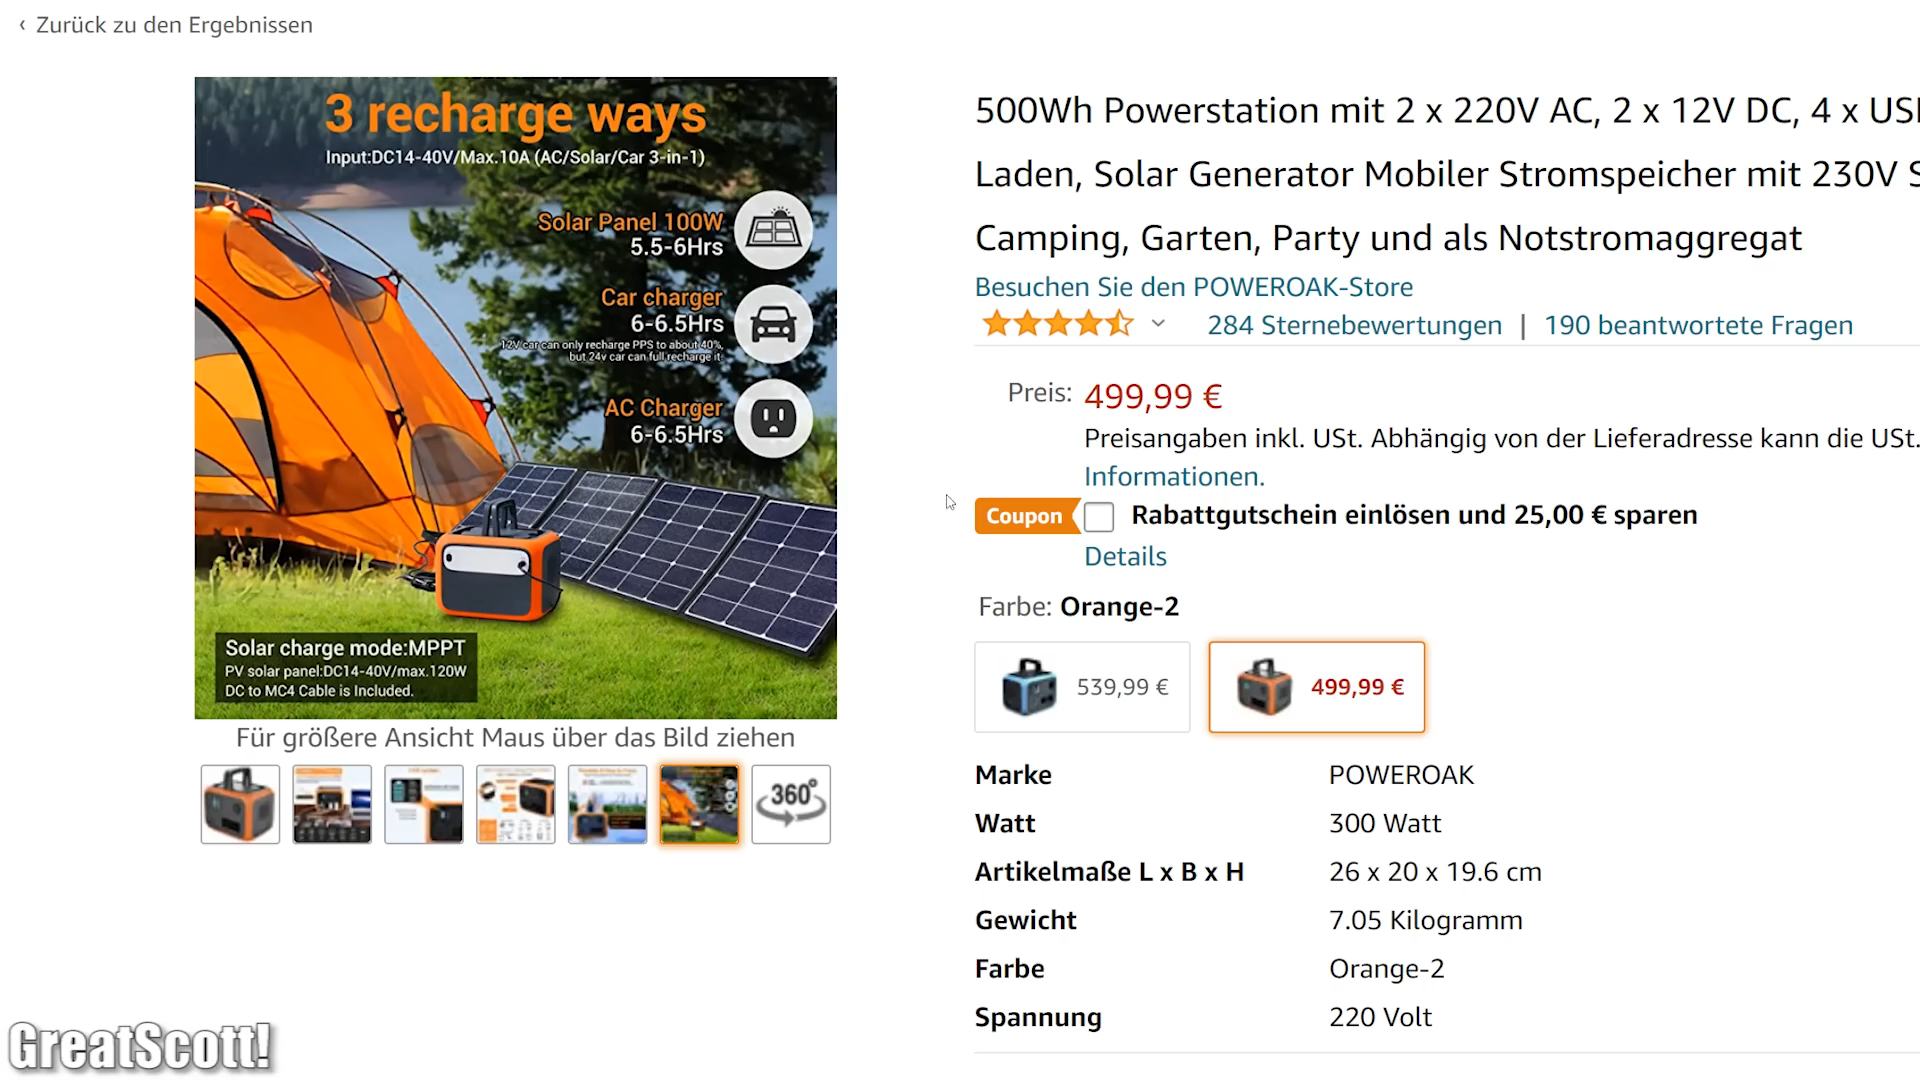 ‹ Zurück zu den Ergebnissen
3 recharge ways
Input:DC14-40V/Max.10A (AC/Solar/Car 3-in-1)
Solar Panel 100W
5.5-6Hrs
Car charger
6-6.5Hrs
12V car can only recharge PPS to about 40%,
but 24v car can full recharge it
AC Charger
6-6.5Hrs
Solar charge mode:MPPT
PV solar panel:DC14-40V/max.120W
DC to MC4 Cable is Included.
Für größere Ansicht Maus über das Bild ziehen
360°
500Wh Powerstation mit 2 x 220V AC, 2 x 12V DC, 4 x
Laden, Solar Generator Mobiler Stromspeicher mit 230V
Camping, Garten, Party und als Notstromaggregat
Besuchen Sie den POWEROAK-Store
284 Sternebewertungen | 190 beantwortete Fragen
Preis: 499,99 €
Preisangaben inkl. USt. Abhängig von der Lieferadresse kann die USt.
Informationen.
Coupon Rabattgutschein einlösen und 25,00 € sparen
Details
Farbe: Orange-2
539,99 € 499,99 €
Marke POWEROAK
Watt 300 Watt
Artikelmaße L x B x H 26 x 20 x 19.6 cm
Gewicht 7.05 Kilogramm
Farbe Orange-2
Spannung 220 Volt
GreatScott!